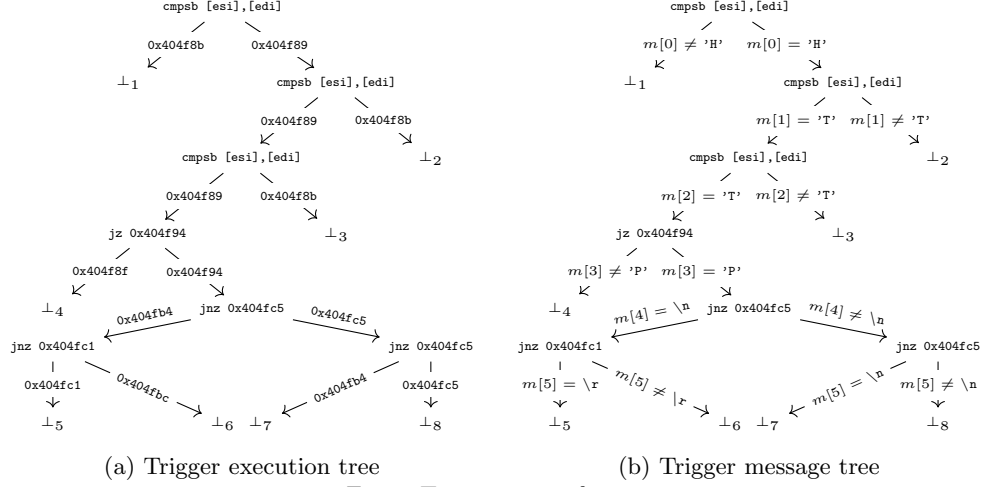 cmpsb [esi],[edi] cmpsb [esi],[edi]
0x404f8b 0x404f89 m[0] ≠ 'H' m[0] = 'H'
⊥1 cmpsb [esi],[edi] ⊥1 cmpsb [esi],[edi]
0x404f89 0x404f8b m[1] = 'T' m[1] ≠ 'T'
cmpsb [esi],[edi] ⊥2 cmpsb [esi],[edi] ⊥2
0x404f89 0x404f8b m[2] = 'T' m[2] ≠ 'T'
jz 0x404f94 ⊥3 jz 0x404f94 ⊥3
0x404f8f 0x404f94 m[3] ≠ 'P' m[3] = 'P'
⊥4 jnz 0x404fc5 ⊥4 jnz 0x404fc5
0x404fb4 0x404fc5 m[4] = \n m[4] ≠ \n
jnz 0x404fc1 jnz 0x404fc5 jnz 0x404fc1 jnz 0x404fc5
0x404fc1 0x404fbc 0x404fb4 0x404fc5 m[5] = \r m[5] ≠ |r m[5] = \n m[5] ≠ \n
⊥5 ⊥6 ⊥7 ⊥8 ⊥5 ⊥6 ⊥7 ⊥8
(a) Trigger execution tree (b) Trigger message tree